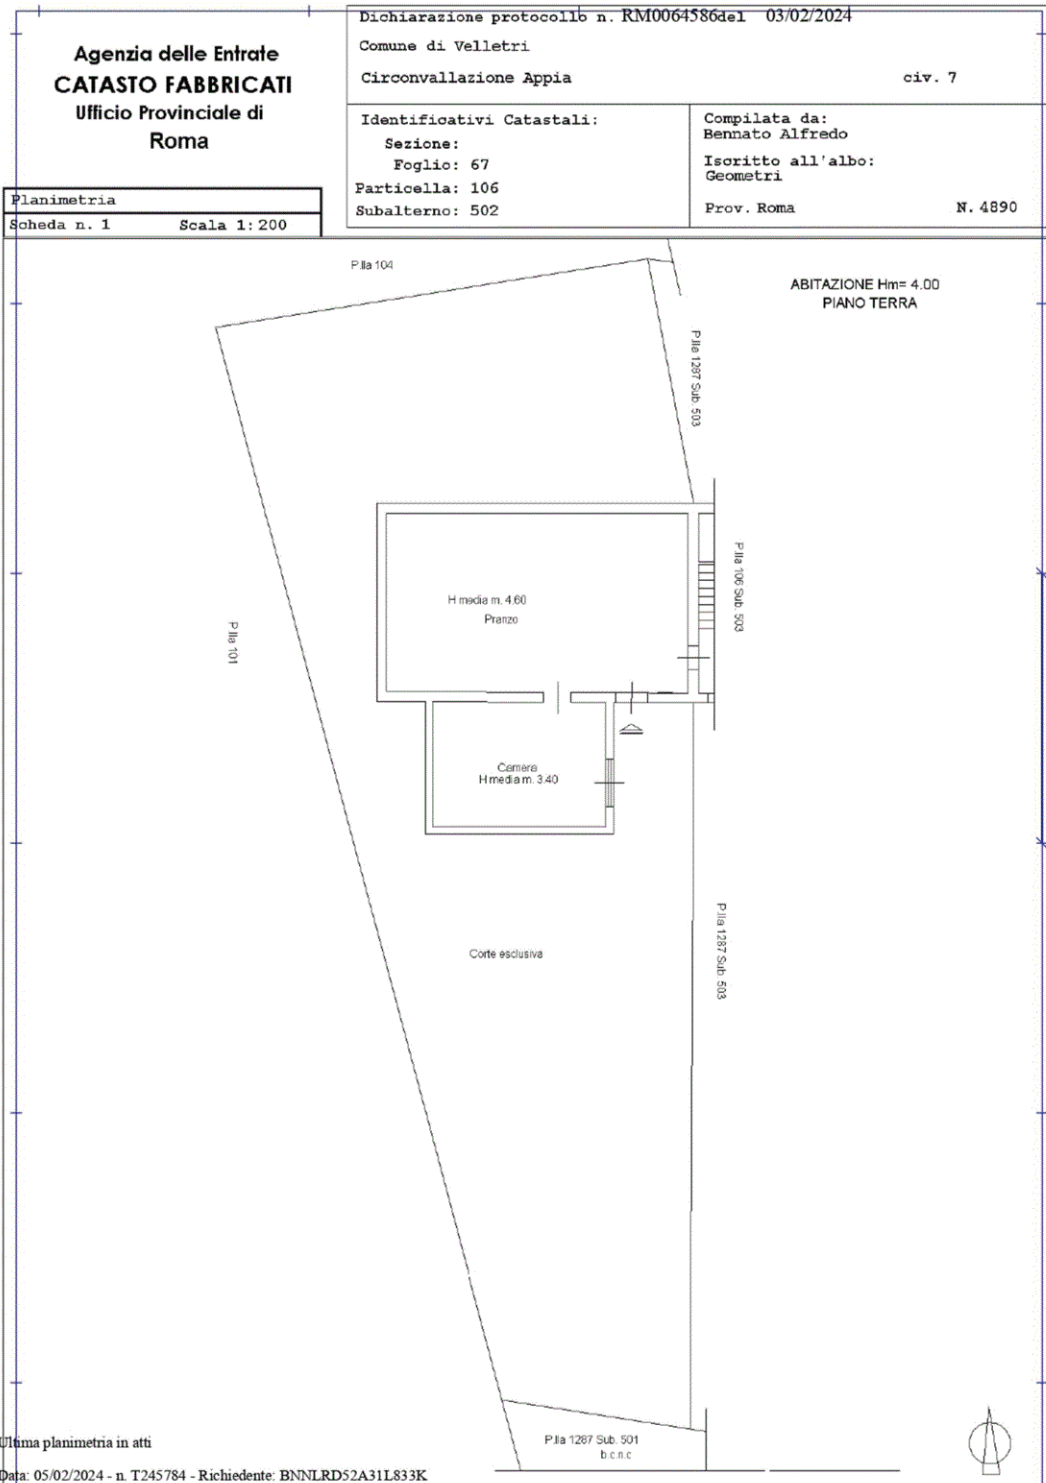 Agenzia delle Entrate
CATASTO FABBRICATI
Ufficio Provinciale di
Roma
Dichiarazione protocollo n. RM0064586del 03/02/2024
Comune di Velletri
Circonvallazione Appia civ. 7
Identificativi Catastali:
Sezione:
Foglio: 67
Particella: 106
Subalterno: 502
Compilata da:
Bennato Alfredo
Iscritto all'albo:
Geometri
Prov. Roma N. 4890
Planimetria
Scheda n. 1 Scala 1: 200
P.lla 104
ABITAZIONE Hm= 4.00
PIANO TERRA
P.lla 1287 Sub. 503
P.lla 106 Sub. 503
H media m. 4.60
Pranzo
P.lla 101
Camera
H media m. 3.40
Corte esclusiva
P.lla 1287 Sub. 503
P.lla 1287 Sub. 501
b.c.n.c
Ultima planimetria in atti
Data: 05/02/2024 - n. T245784 - Richiedente: BNNLRD52A31L833K